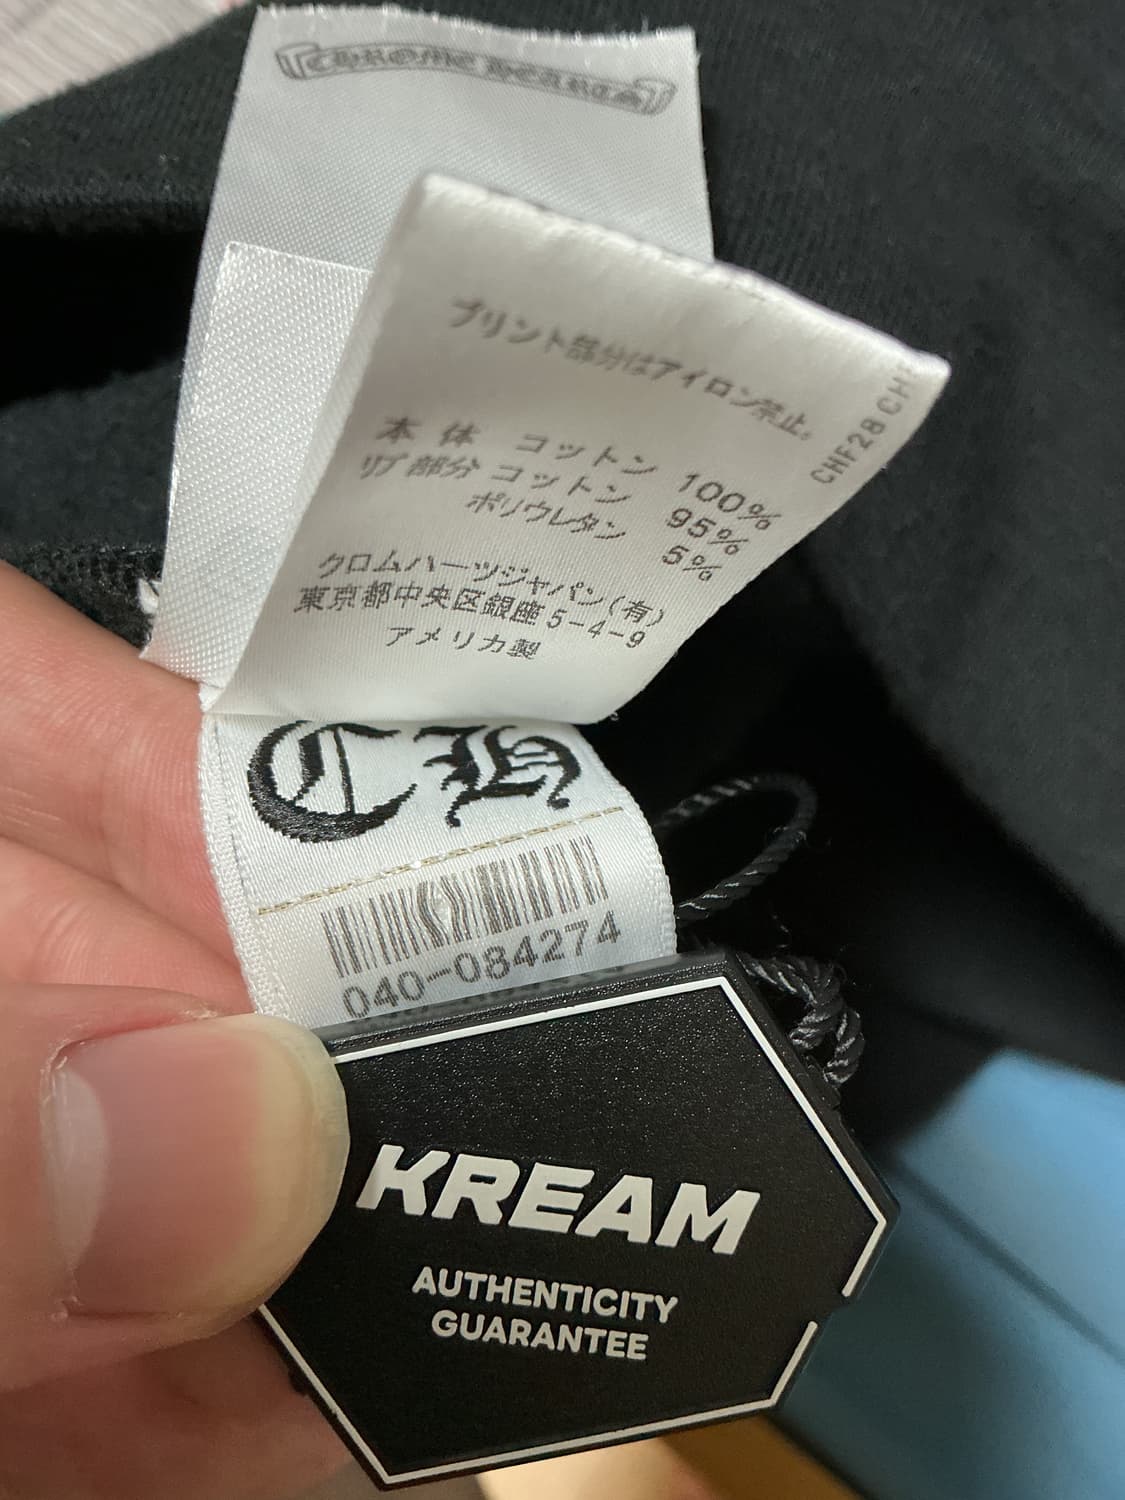 CHROME HEARTS
プリント部分はアイロン禁止。
本 体 コットン 100%
リブ部分 コットン 95%
ポリウレタン 5%
クロムハーツジャパン(有)
東京都中央区銀座5-4-9
アメリカ製
CHF28 CHF
CH
040-084274
KREAM
AUTHENTICITY
GUARANTEE